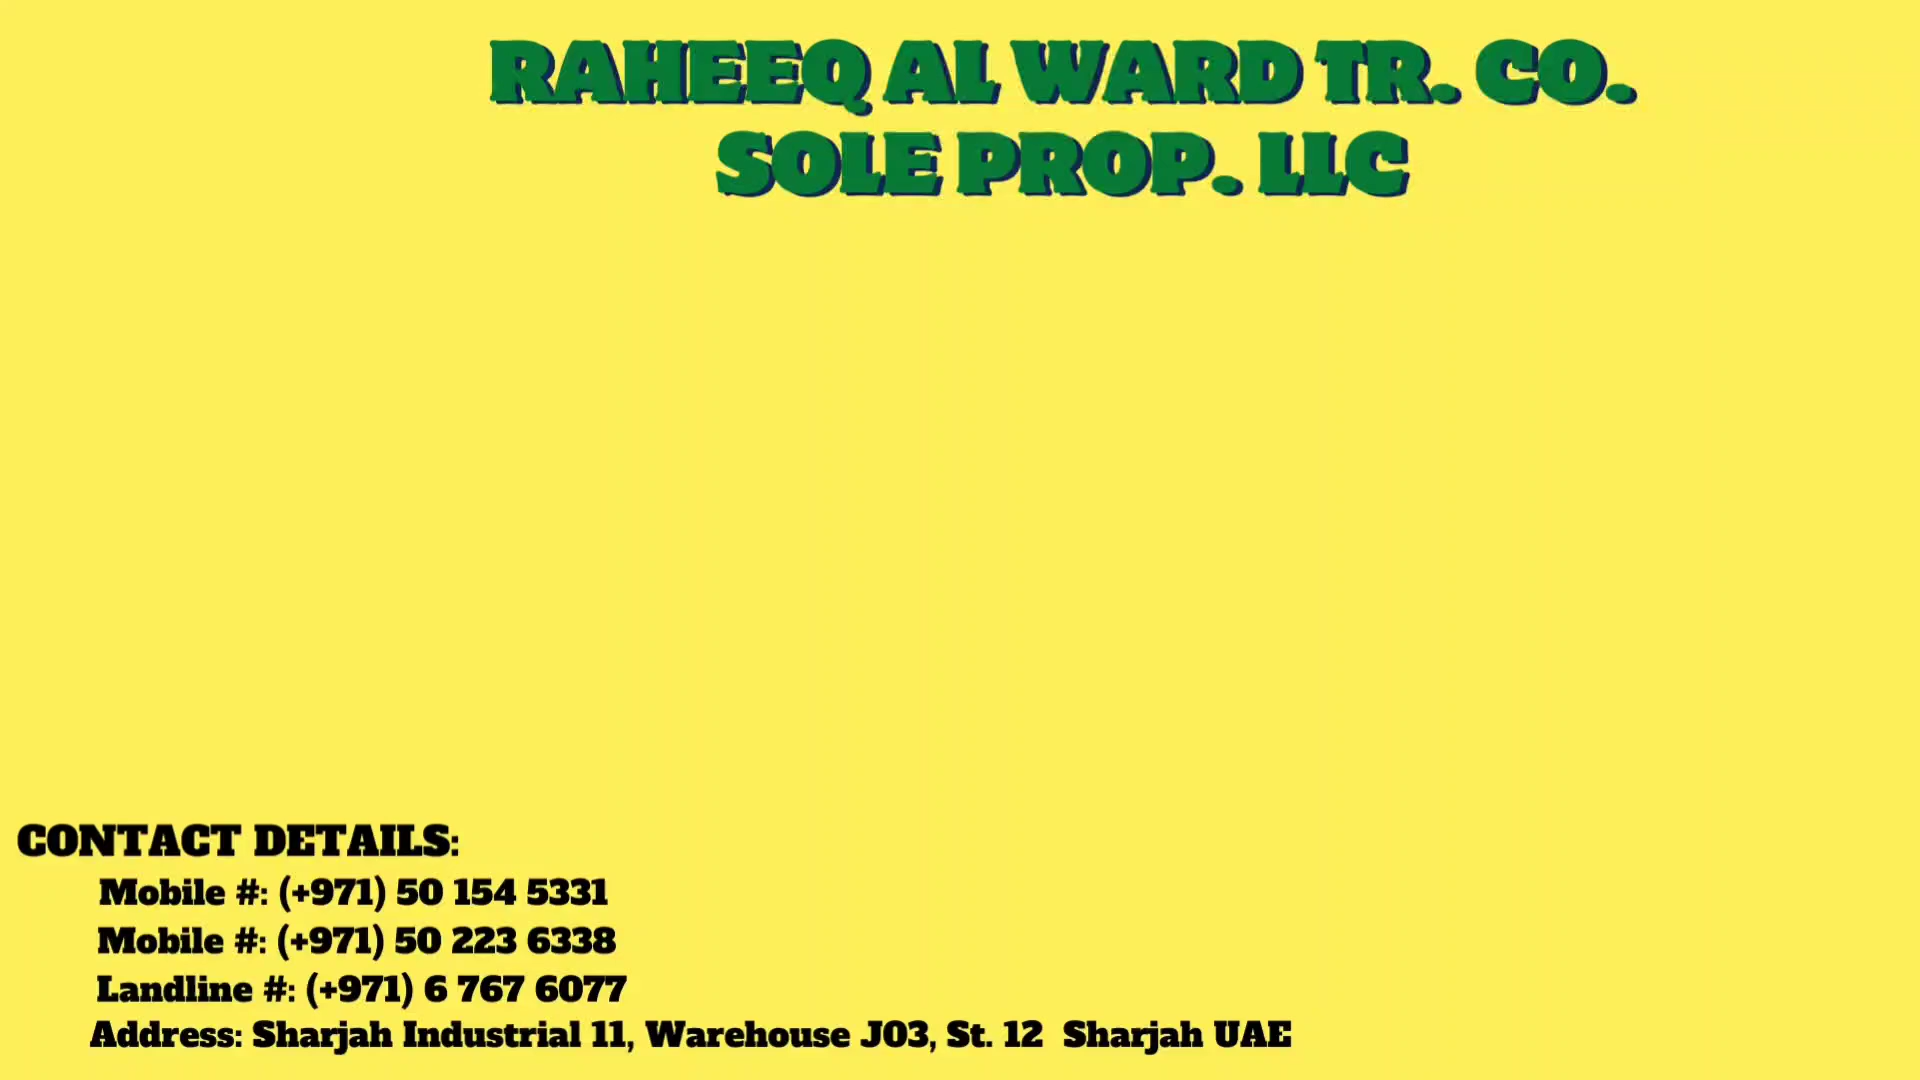 RAHEEQ AL WARD TR. CO.
SOLE PROP. LLC
CONTACT DETAILS:
Mobile #: (+971) 50 154 5331
Mobile #: (+971) 50 223 6338
Landline #: (+971) 6 767 6077
Address: Sharjah Industrial 11, Warehouse J03, St. 12  Sharjah UAE